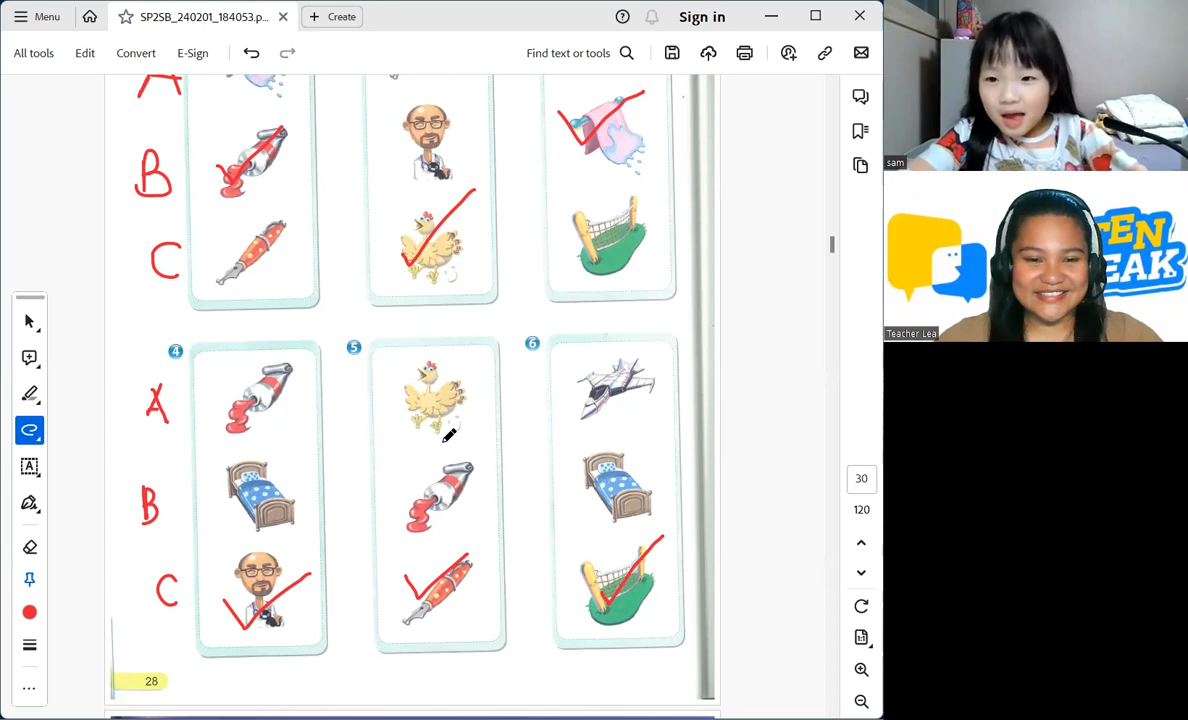 Menu
SP2SB_240201_184053.p...
Create
Sign in
All tools
Edit
Convert
E-Sign
Find text or tools
A
B
C
4
5
6
A
B
C
28
30
120
sam
TEN
EAK
Teacher Lea